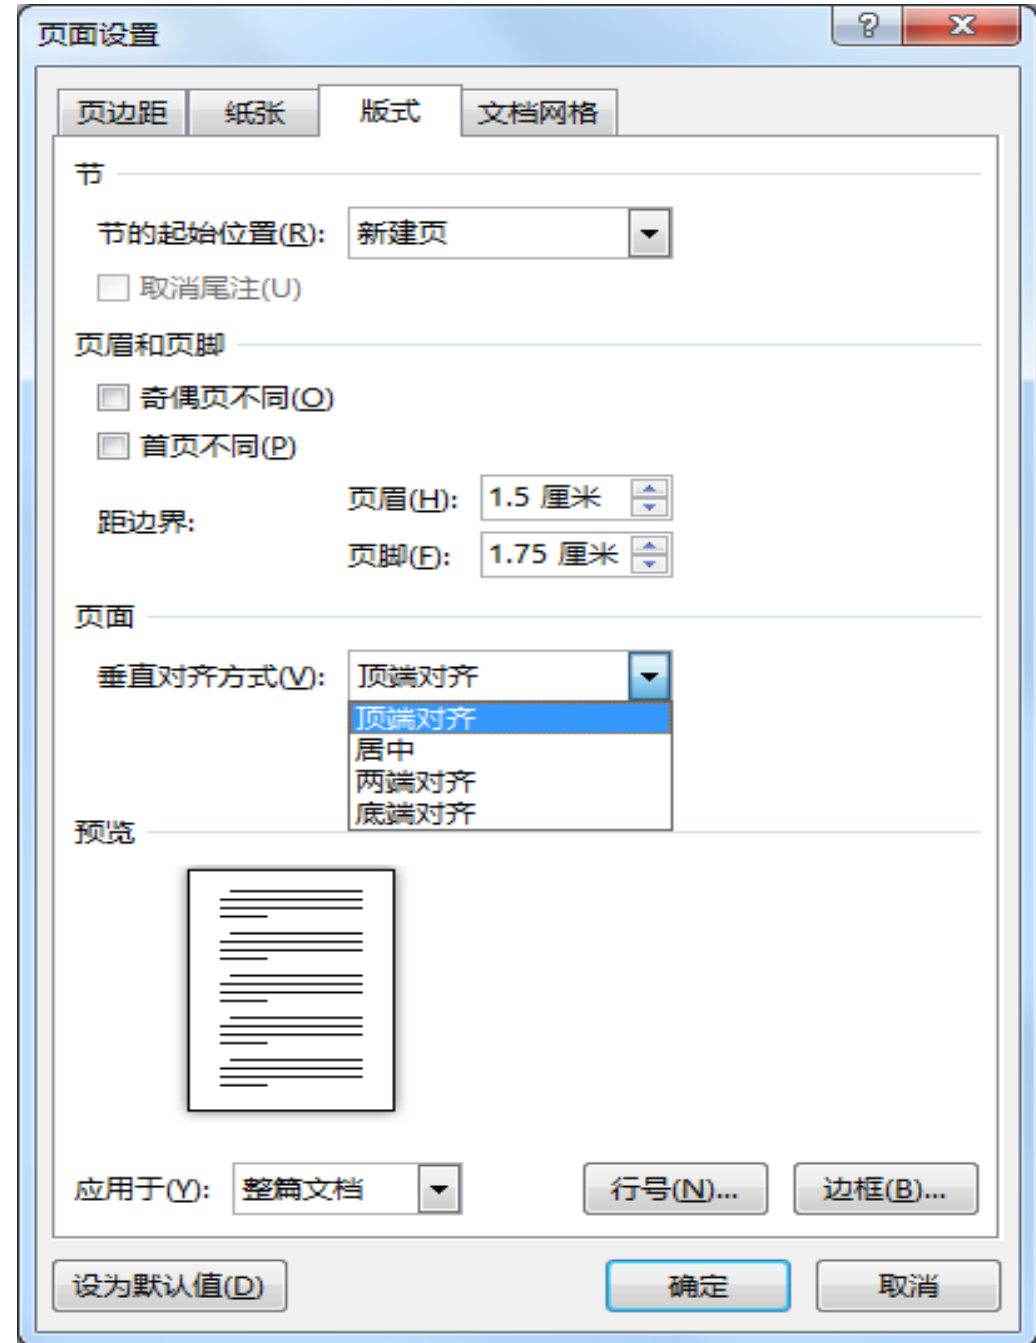 页面设置
页边距 纸张 版式 文档网格
节
节的起始位置(R): 新建页
取消尾注(U)
页眉和页脚
奇偶页不同(O)
首页不同(P)
距边界:
页眉(H): 1.5 厘米
页脚(F): 1.75 厘米
页面
垂直对齐方式(V): 顶端对齐
顶端对齐
居中
两端对齐
底端对齐
预览
应用于(Y): 整篇文档 行号(N)... 边框(B)...
设为默认值(D) 确定 取消